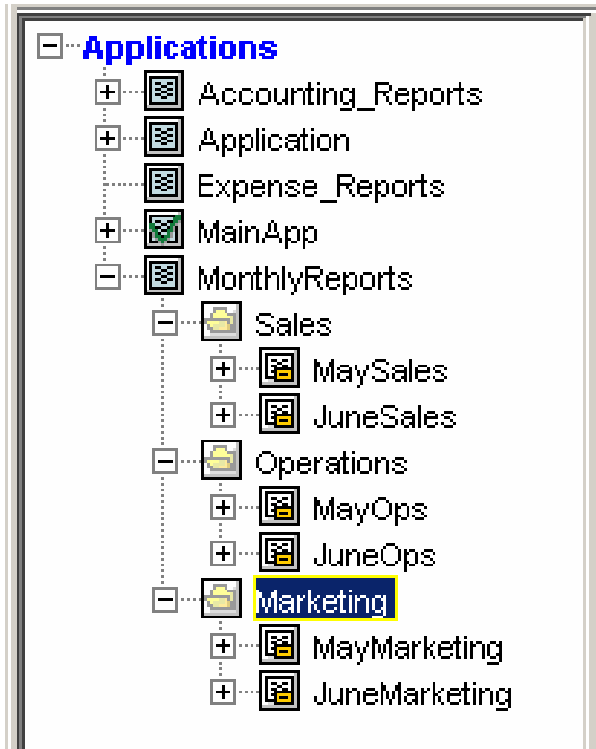 Applications
Accounting_Reports
Application
Expense_Reports
MainApp
MonthlyReports
Sales
MaySales
JuneSales
Operations
MayOps
JuneOps
Marketing
MayMarketing
JuneMarketing